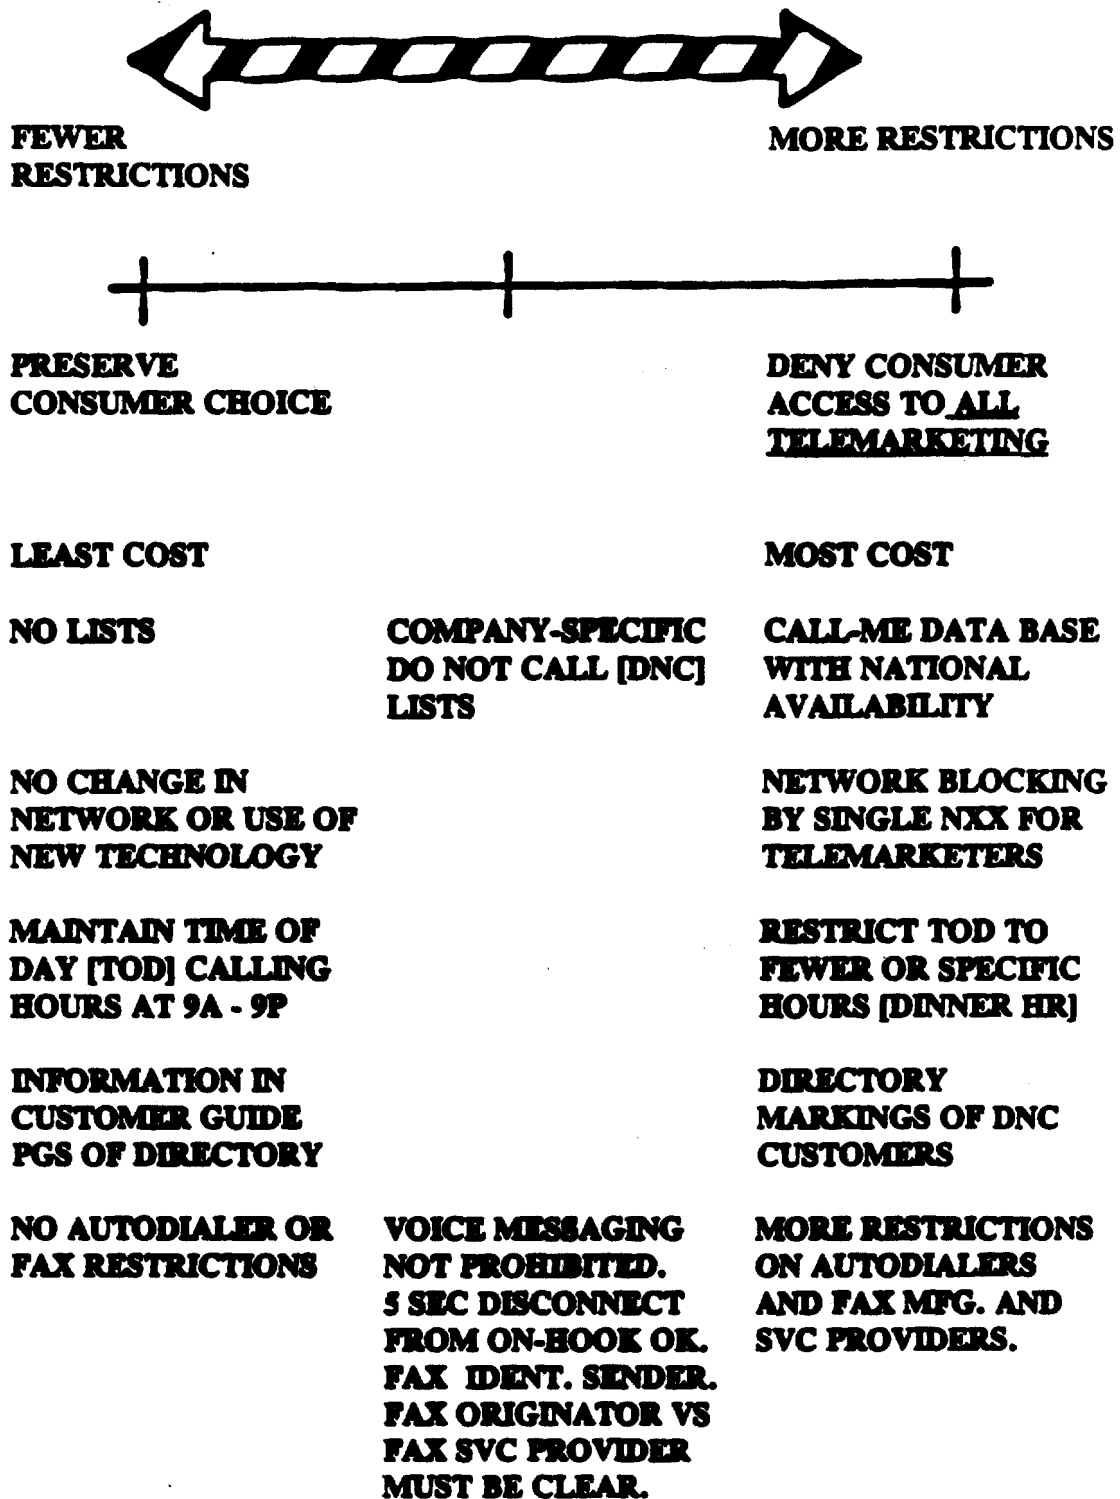 FEWER
RESTRICTIONS
MORE RESTRICTIONS
PRESERVE
CONSUMER CHOICE
DENY CONSUMER
ACCESS TO ALL
TELEMARKETING
LEAST COST
MOST COST
NO LISTS
COMPANY-SPECIFIC
DO NOT CALL [DNC]
LISTS
CALL-ME DATA BASE
WITH NATIONAL
AVAILABILITY
NO CHANGE IN
NETWORK OR USE OF
NEW TECHNOLOGY
NETWORK BLOCKING
BY SINGLE NXX FOR
TELEMARKETERS
MAINTAIN TIME OF
DAY [TOD] CALLING
HOURS AT 9A - 9P
RESTRICT TOD TO
FEWER OR SPECIFIC
HOURS [DINNER HR]
INFORMATION IN
CUSTOMER GUIDE
PGS OF DIRECTORY
DIRECTORY
MARKINGS OF DNC
CUSTOMERS
NO AUTODIALER OR
FAX RESTRICTIONS
VOICE MESSAGING
NOT PROHIBITED.
5 SEC DISCONNECT
FROM ON-HOOK OK.
FAX IDENT. SENDER.
FAX ORIGINATOR VS
FAX SVC PROVIDER
MUST BE CLEAR.
MORE RESTRICTIONS
ON AUTODIALERS
AND FAX MFG. AND
SVC PROVIDERS.